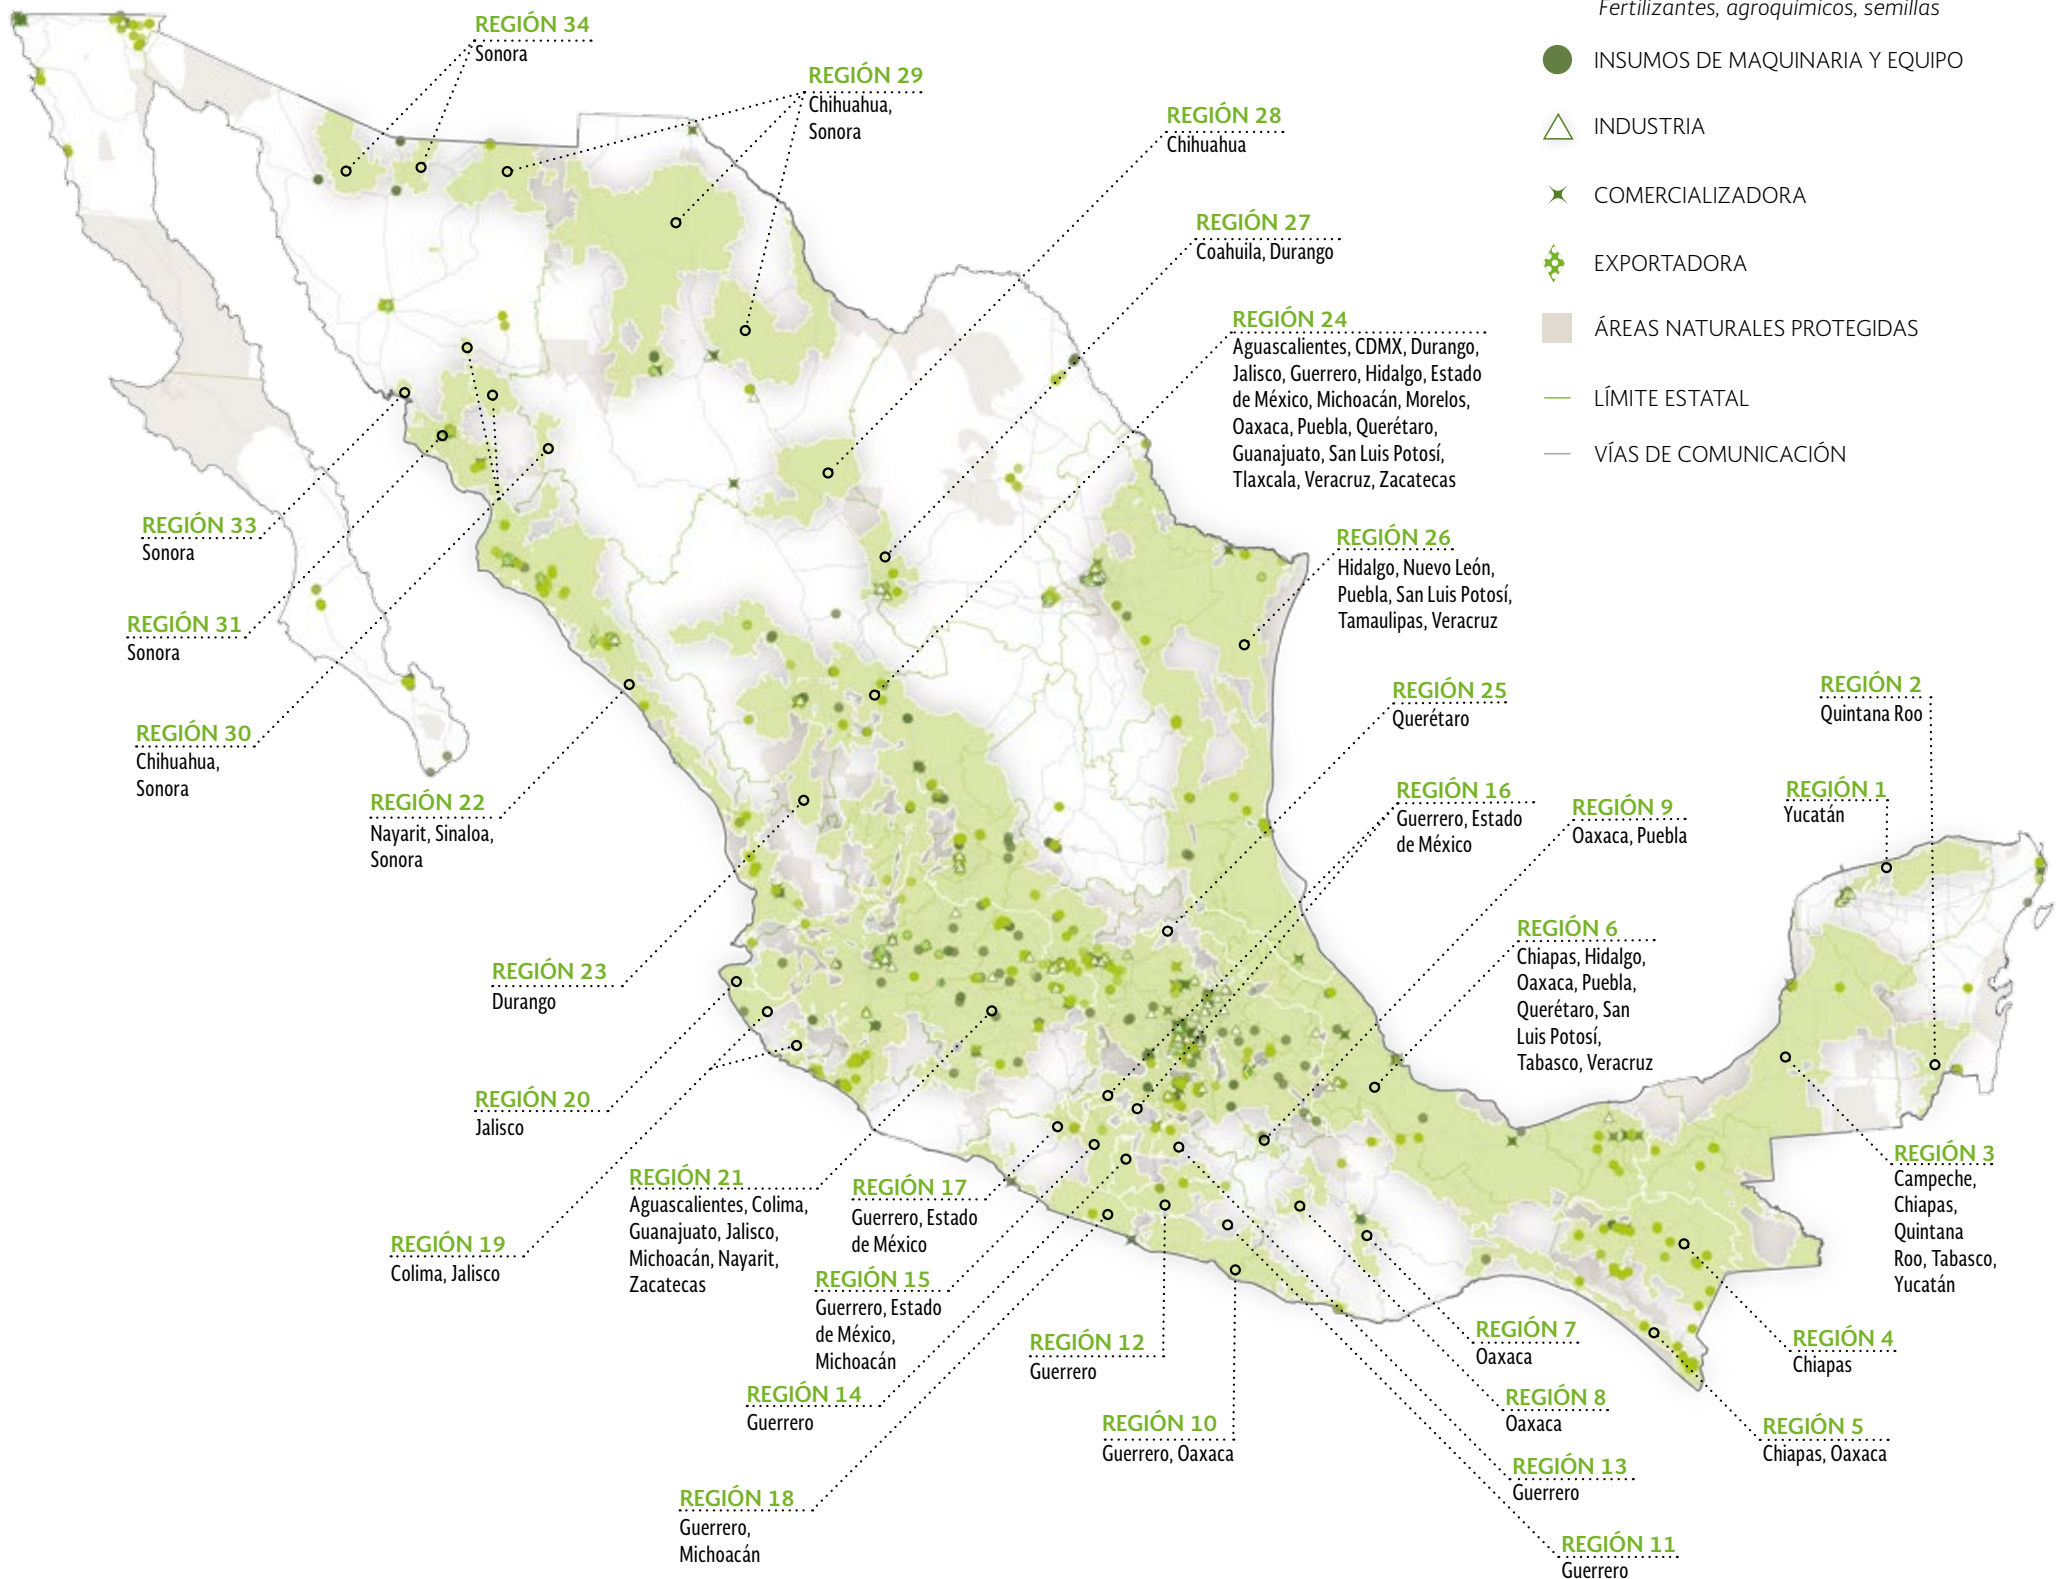 Fertilizantes, agroquímicos, semillas
INSUMOS DE MAQUINARIA Y EQUIPO
INDUSTRIA
COMERCIALIZADORA
EXPORTADORA
ÁREAS NATURALES PROTEGIDAS
LÍMITE ESTATAL
VÍAS DE COMUNICACIÓN
REGIÓN 34
Sonora
REGIÓN 29
Chihuahua,
Sonora
REGIÓN 28
Chihuahua
REGIÓN 27
Coahuila, Durango
REGIÓN 24
Aguascalientes, CDMX, Durango,
Jalisco, Guerrero, Hidalgo, Estado
de México, Michoacán, Morelos,
Oaxaca, Puebla, Querétaro,
Guanajuato, San Luis Potosí,
Tlaxcala, Veracruz, Zacatecas
REGIÓN 26
Hidalgo, Nuevo León,
Puebla, San Luis Potosí,
Tamaulipas, Veracruz
REGIÓN 25
Querétaro
REGIÓN 16
Guerrero, Estado
de México
REGIÓN 9
Oaxaca, Puebla
REGIÓN 2
Quintana Roo
REGIÓN 1
Yucatán
REGIÓN 6
Chiapas, Hidalgo,
Oaxaca, Puebla,
Querétaro, San
Luis Potosí,
Tabasco, Veracruz
REGIÓN 33
Sonora
REGIÓN 31
Sonora
REGIÓN 30
Chihuahua,
Sonora
REGIÓN 22
Nayarit, Sinaloa,
Sonora
REGIÓN 23
Durango
REGIÓN 20
Jalisco
REGIÓN 19
Colima, Jalisco
REGIÓN 21
Aguascalientes, Colima,
Guanajuato, Jalisco,
Michoacán, Nayarit,
Zacatecas
REGIÓN 17
Guerrero, Estado
de México
REGIÓN 15
Guerrero, Estado
de México,
Michoacán
REGIÓN 14
Guerrero
REGIÓN 18
Guerrero,
Michoacán
REGIÓN 12
Guerrero
REGIÓN 10
Guerrero, Oaxaca
REGIÓN 7
Oaxaca
REGIÓN 8
Oaxaca
REGIÓN 13
Guerrero
REGIÓN 11
Guerrero
REGIÓN 3
Campeche,
Chiapas,
Quintana
Roo, Tabasco,
Yucatán
REGIÓN 4
Chiapas
REGIÓN 5
Chiapas, Oaxaca